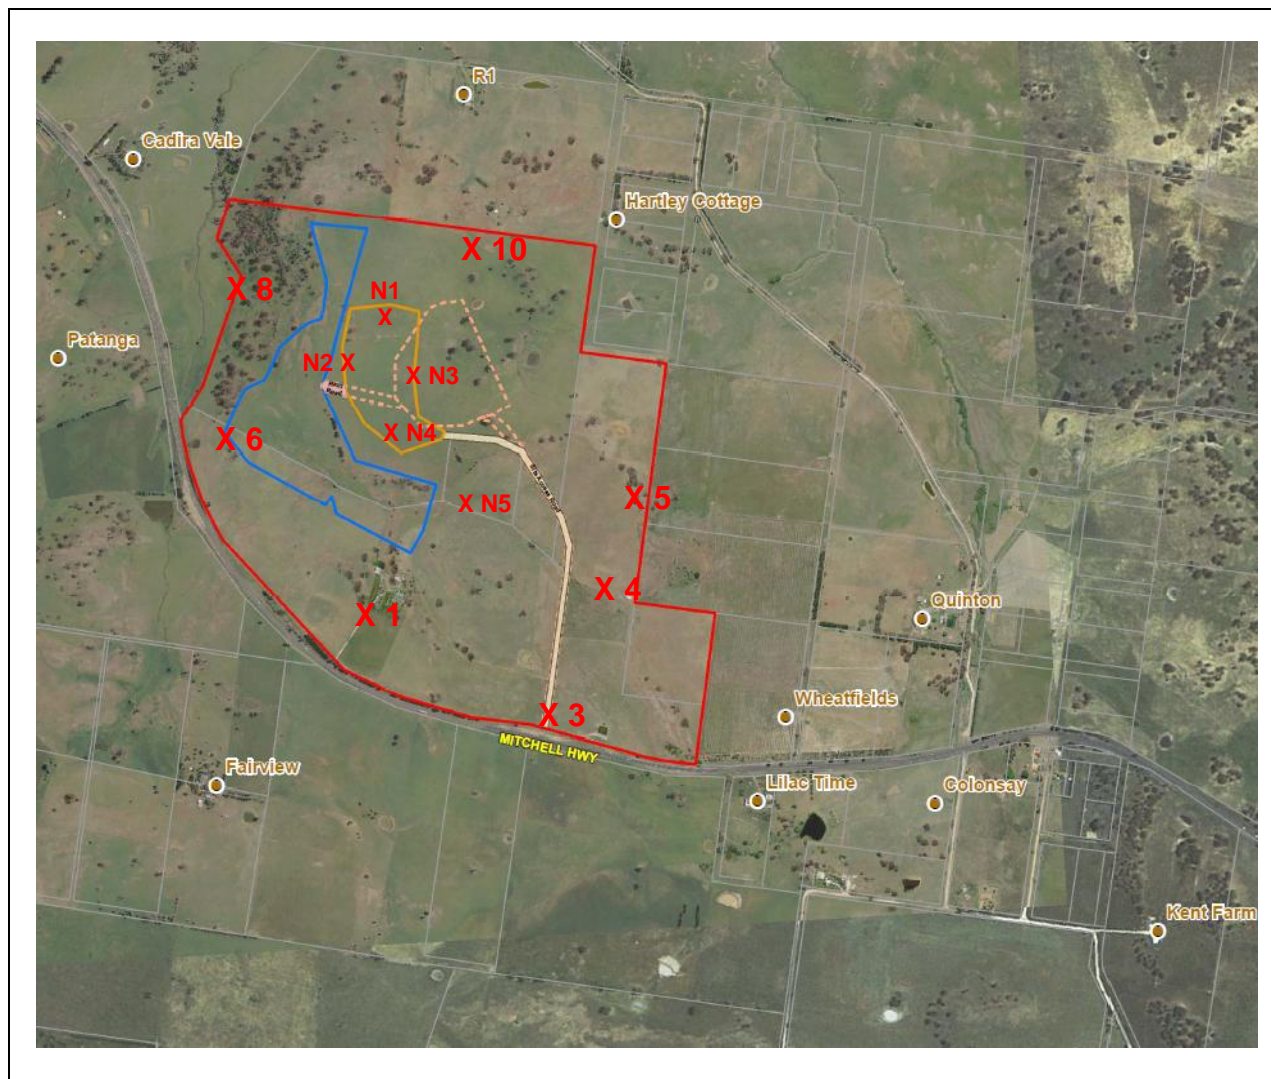 R1
Cadira Vale
Hartley Cottage
X 10
X 8
N1
X
Patanga
N2 X
X N3
X N4
X 6
X 5
X N5
X 4
X 1
Quinton
X 3
Wheatfields
MITCHELL HWY
Fairview
Lilac Time
Colonsay
Kent Farm